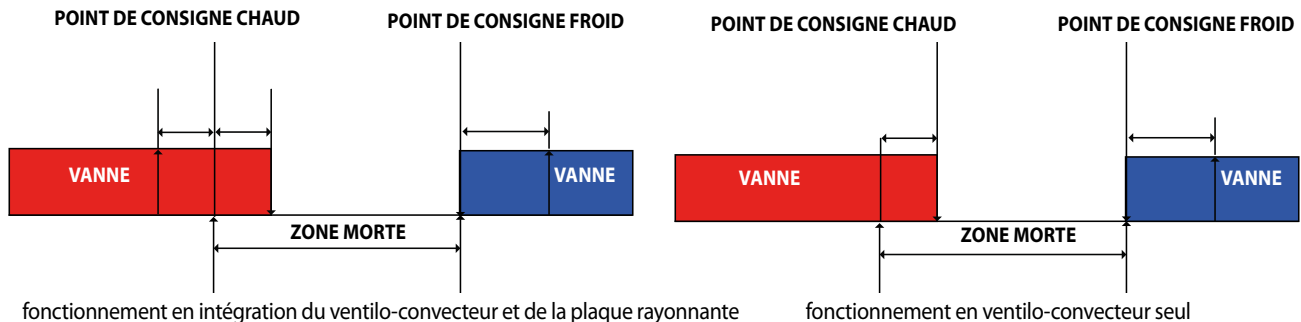 POINT DE CONSIGNE CHAUD
POINT DE CONSIGNE FROID
VANNE
VANNE
ZONE MORTE
fonctionnement en intégration du ventilo-convecteur et de la plaque rayonnante
POINT DE CONSIGNE CHAUD
POINT DE CONSIGNE FROID
VANNE
VANNE
ZONE MORTE
fonctionnement en ventilo-convecteur seul